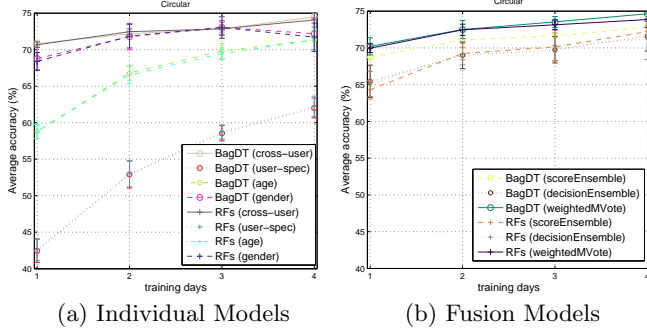 Circular
Average accuracy (%)
75
70
65
60
55
50
45
40
1
2
3
4
training days
BagDT (cross-user)
BagDT (user-spec)
BagDT (age)
BagDT (gender)
RFs (cross-user)
RFs (user-spec)
RFs (age)
RFs (gender)
(a) Individual Models
Circular
Average accuracy (%)
75
70
65
60
55
50
45
40
1
2
3
4
training days
BagDT (scoreEnsemble)
BagDT (decisionEnsemble)
BagDT (weightedMVote)
RFs (scoreEnsemble)
RFs (decisionEnsemble)
RFs (weightedMVote)
(b) Fusion Models